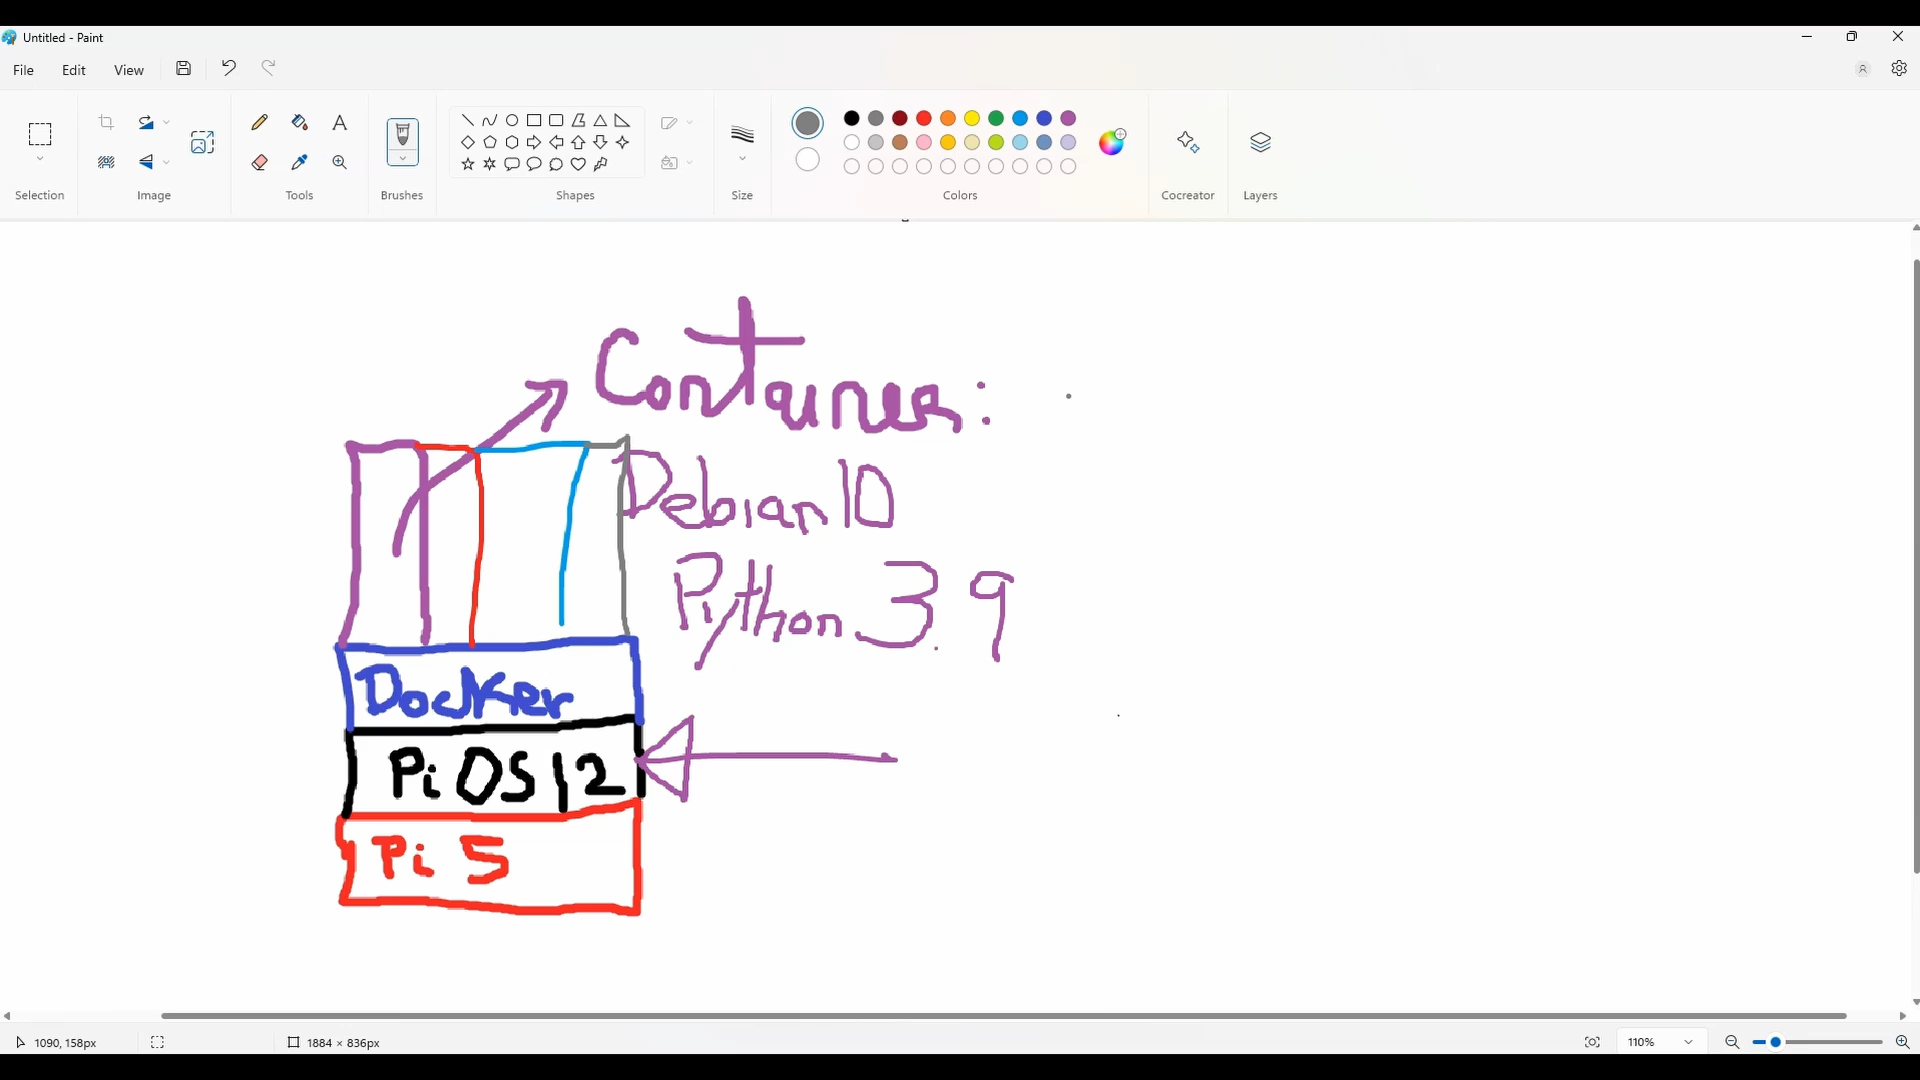 Untitled - Paint
File Edit View
Selection Image Tools Brushes Shapes Size Colors Cocreator Layers
Container:
Debian 10
Python 3.9
Docker
Pi OS 12
Pi 5
1090, 158px 1884 × 836px 110%